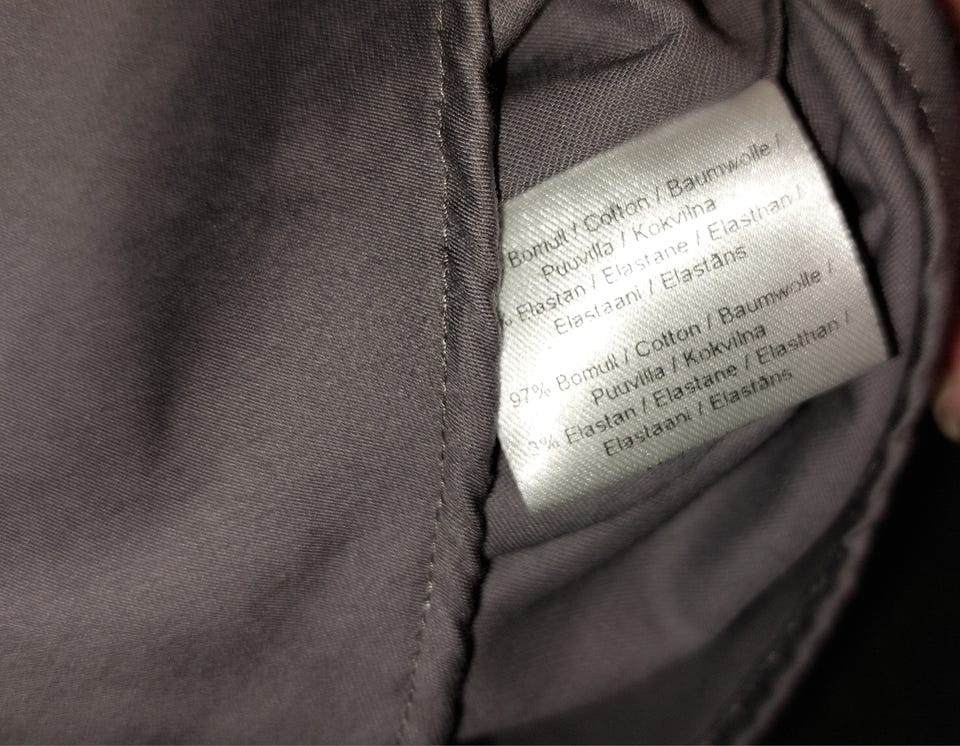 Bomull / Cotton / Baumwolle /
Puuvilla / Kokvilna
% Elastan / Elastane / Elasthan /
Elastaani / Elastāns
97% Bomull / Cotton / Baumwolle /
Puuvilla / Kokvilna
3% Elastan / Elastane / Elasthan /
Elastaani / Elastāns